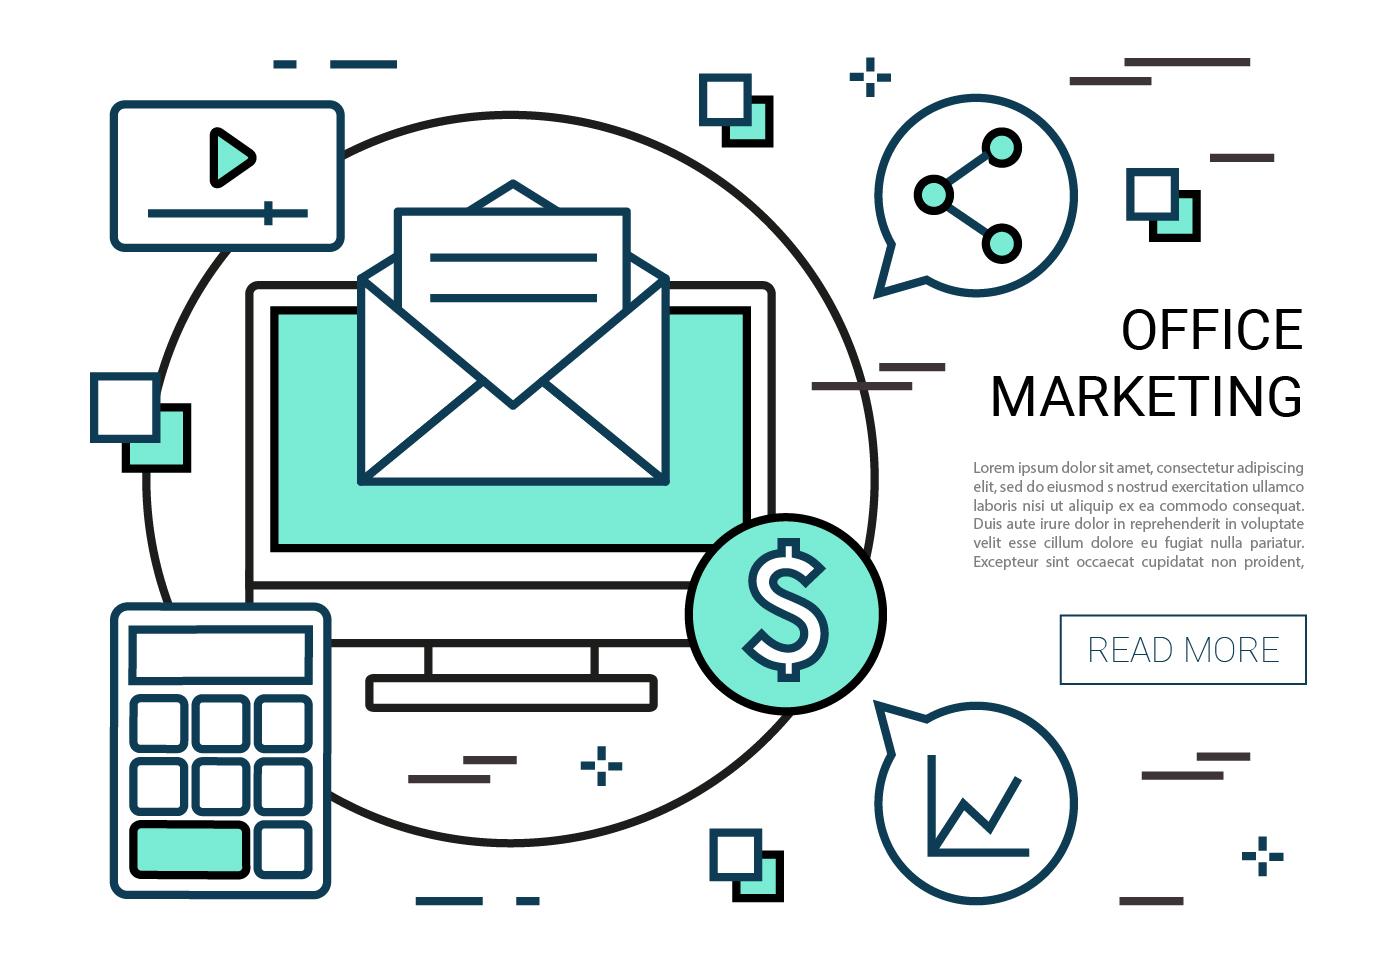 OFFICE
MARKETING
Lorem ipsum dolor sit amet, consectetur adipiscing
elit, sed do eiusmod s nostrud exercitation ullamco
laboris nisi ut aliquip ex ea commodo consequat.
Duis aute irure dolor in reprehenderit in voluptate
velit esse cillum dolore eu fugiat nulla pariatur.
Excepteur sint occaecat cupidatat non proident,
$
READ MORE